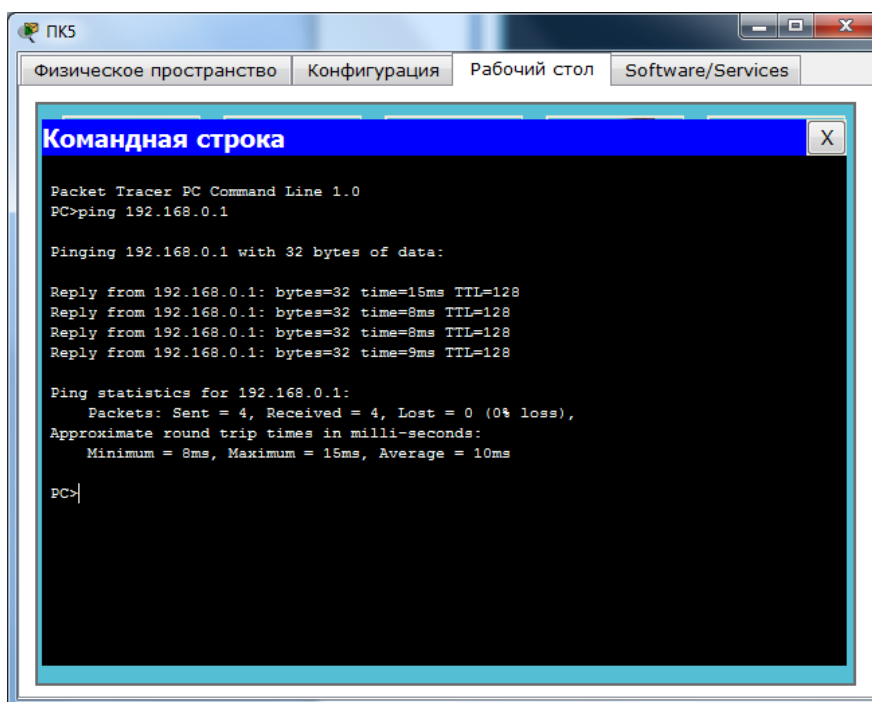 ПК5
Физическое пространство Конфигурация Рабочий стол Software/Services
Командная строка X
Packet Tracer PC Command Line 1.0
PC>ping 192.168.0.1
Pinging 192.168.0.1 with 32 bytes of data:
Reply from 192.168.0.1: bytes=32 time=15ms TTL=128
Reply from 192.168.0.1: bytes=32 time=8ms TTL=128
Reply from 192.168.0.1: bytes=32 time=8ms TTL=128
Reply from 192.168.0.1: bytes=32 time=9ms TTL=128
Ping statistics for 192.168.0.1:
Packets: Sent = 4, Received = 4, Lost = 0 (0% loss),
Approximate round trip times in milli-seconds:
Minimum = 8ms, Maximum = 15ms, Average = 10ms
PC>